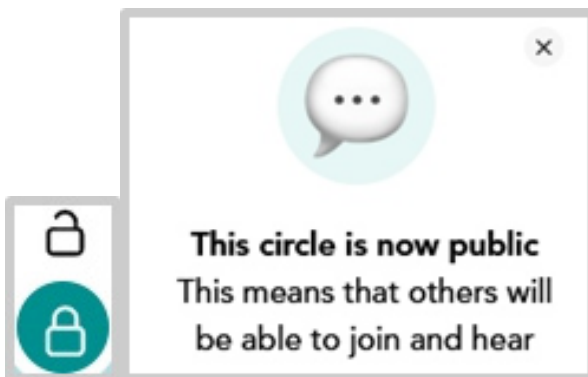 This circle is now public
This means that others will
be able to join and hear